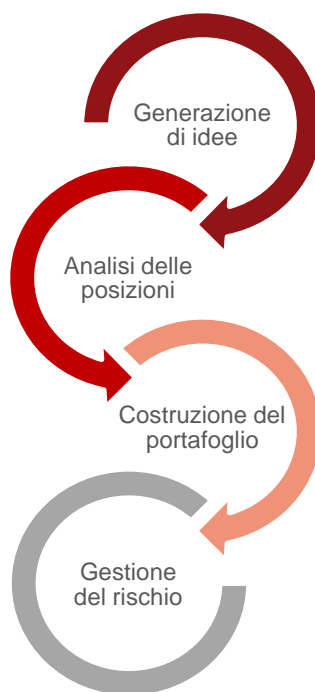 Generazione
di idee
Analisi delle
posizioni
Costruzione del
portafoglio
Gestione
del rischio